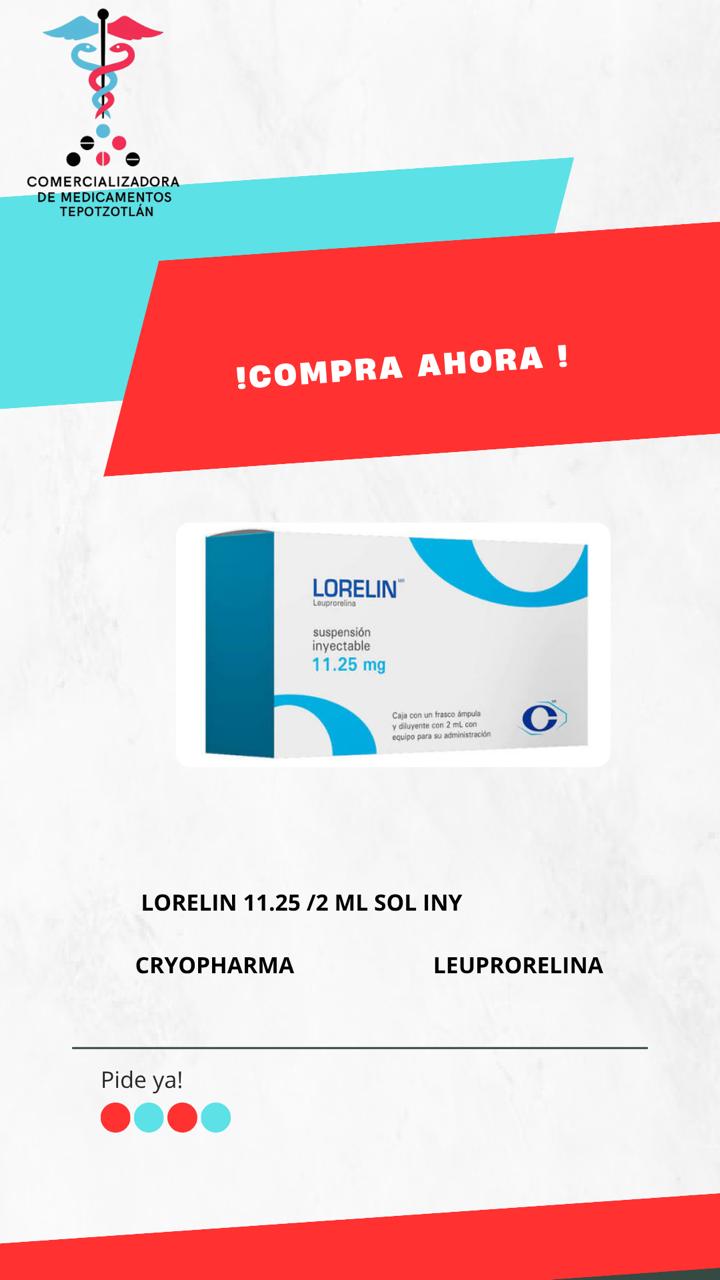 COMERCIALIZADORA
DE MEDICAMENTOS
TEPOTZOTLÁN
!COMPRA AHORA !
LORELIN
Leuprorelina
suspensión
inyectable
11.25 mg
Caja con un frasco ámpula
y diluyente con 2 mL con
equipo para su administración
LORELIN 11.25 /2 ML SOL INY
CRYOPHARMA LEUPRORELINA
Pide ya!